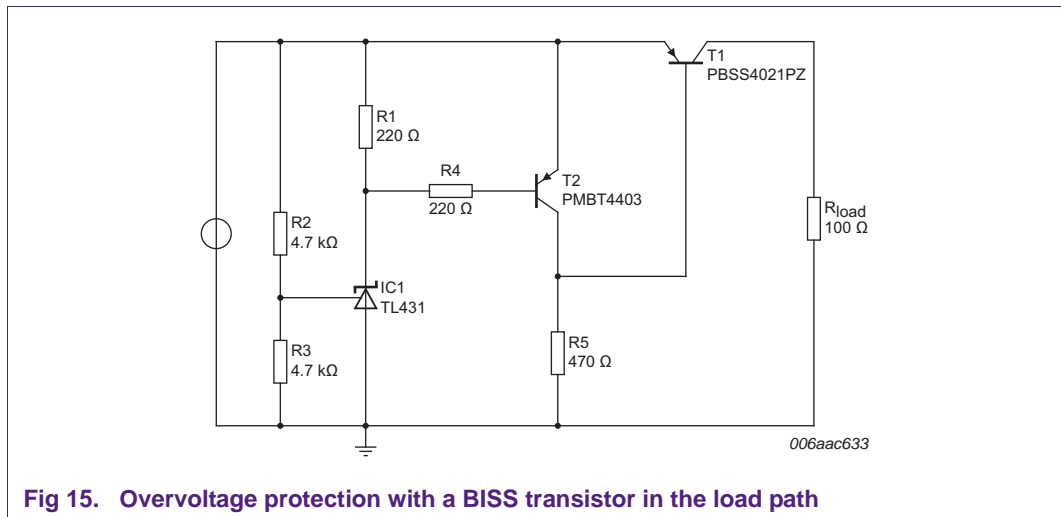 T1
PBSS4021PZ
R1
220 Ω
R4
220 Ω
T2
PMBT4403
Rload
100 Ω
R2
4.7 kΩ
IC1
TL431
R3
4.7 kΩ
R5
470 Ω
006aac633
Fig 15. Overvoltage protection with a BISS transistor in the load path